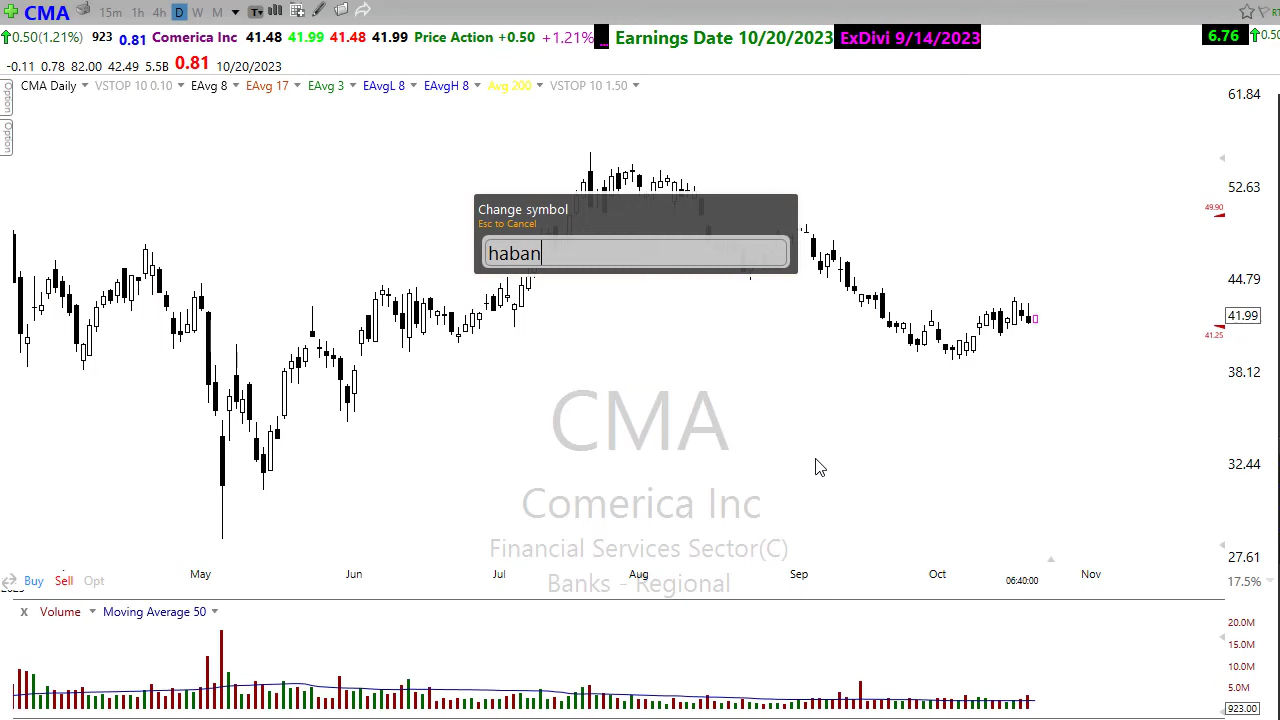 CMA 15m 1h 4h D W M
0.50(1.21%) 923 0.81 Comerica Inc 41.48 41.99 41.48 41.99 Price Action +0.50 +1.21% Earnings Date 10/20/2023 ExDivi 9/14/2023 6.76 0.50
-0.11 0.78 82.00 42.49 5.5B 0.81 10/20/2023
CMA Daily VSTOP 10 0.10 EAvg 8 EAvg 17 EAvg 3 EAvgL 8 EAvgH 8 Avg 200 VSTOP 10 1.50
Option
Option
61.84
52.63
49.90
44.79
41.99
41.25
38.12
32.44
27.61
17.5%
Change symbol
Esc to Cancel
haban
CMA
Comerica Inc
Financial Services Sector(C)
Banks - Regional
May Jun Jul Aug Sep Oct Nov
06:40:00
Buy Sell Opt
X Volume Moving Average 50
20.0M
15.0M
10.0M
5.0M
923.00